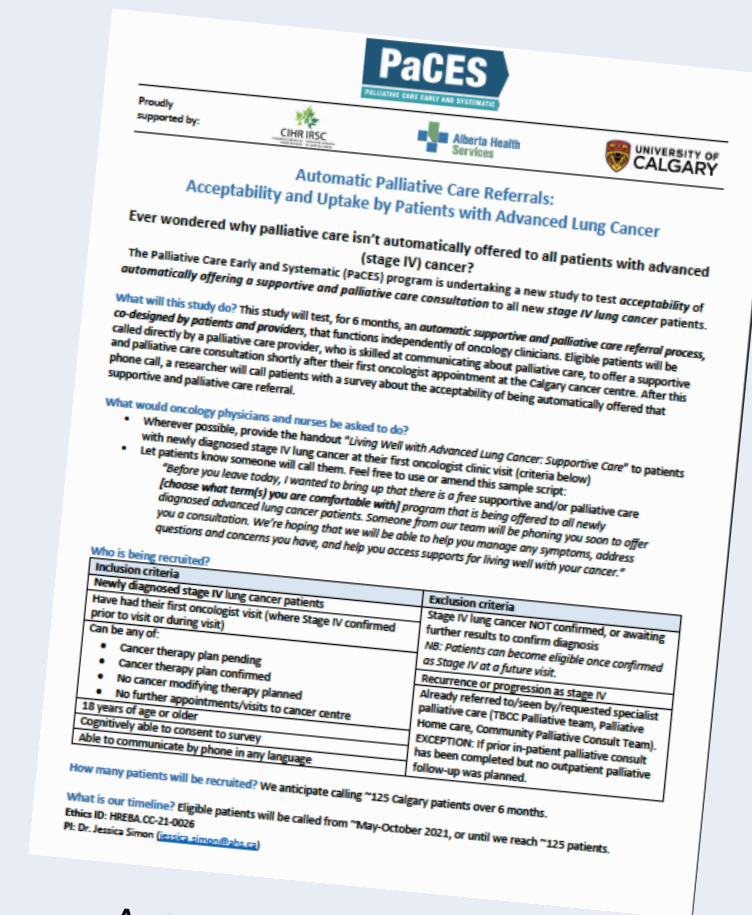 PaCES
PALLIATIVE CARE EARLY AND SYSTEMATIC
Proudly
supported by:
CIHR IRSC
Alberta Health
Services
UNIVERSITY OF
CALGARY
Automatic Palliative Care Referrals:
Acceptability and Uptake by Patients with Advanced Lung Cancer
Ever wondered why palliative care isn't automatically offered to all patients with advanced
(stage IV) cancer?
The Palliative Care Early and Systematic (PaCES) program is undertaking a new study to test acceptability of
automatically offering a supportive and palliative care consultation to all new stage IV lung cancer patients.
What will this study do? This study will test, for 6 months, an automatic supportive and palliative care referral process,
co-designed by patients and providers, that functions independently of oncology clinicians. Eligible patients will be
called directly by a palliative care provider, who is skilled at communicating about palliative care, to offer a supportive
and palliative care consultation shortly after their first oncologist appointment at the Calgary cancer centre. After this
phone call, a researcher will call patients with a survey about the acceptability of being automatically offered that
supportive and palliative care referral.
What would oncology physicians and nurses be asked to do?
• Wherever possible, provide the handout "Living Well with Advanced Lung Cancer: Supportive Care" to patients
with newly diagnosed stage IV lung cancer at their first oncologist clinic visit (criteria below)
• Let patients know someone will call them. Feel free to use or amend this sample script:
"Before you leave today, I wanted to bring up that there is a free supportive and/or palliative care
[choose what term(s) you are comfortable with] program that is being offered to all newly
diagnosed advanced lung cancer patients. Someone from our team will be phoning you soon to offer
you a consultation. We're hoping that we will be able to help you manage any symptoms, address
questions and concerns you have, and help you access supports for living well with your cancer."
Who is being recruited?
Inclusion criteria
Newly diagnosed stage IV lung cancer patients
Have had their first oncologist visit (where Stage IV confirmed
prior to visit or during visit)
Can be any of:
• Cancer therapy plan pending
• Cancer therapy plan confirmed
• No cancer modifying therapy planned
• No further appointments/visits to cancer centre
18 years of age or older
Cognitively able to consent to survey
Able to communicate by phone in any language
Exclusion criteria
Stage IV lung cancer NOT confirmed, or awaiting
further results to confirm diagnosis
NB: Patients can become eligible once confirmed
as Stage IV at a future visit.
Recurrence or progression as stage IV
Already referred to/seen by/requested specialist
palliative care (TBCC Palliative team, Palliative
Home care, Community Palliative Consult Team).
EXCEPTION: If prior in-patient palliative consult
has been completed but no outpatient palliative
follow-up was planned.
How many patients will be recruited? We anticipate calling ~125 Calgary patients over 6 months.
What is our timeline? Eligible patients will be called from ~May-October 2021, or until we reach ~125 patients.
Ethics ID: HREBA.CC-21-0026
PI: Dr. Jessica Simon (jessica.simon@ahs.ca)